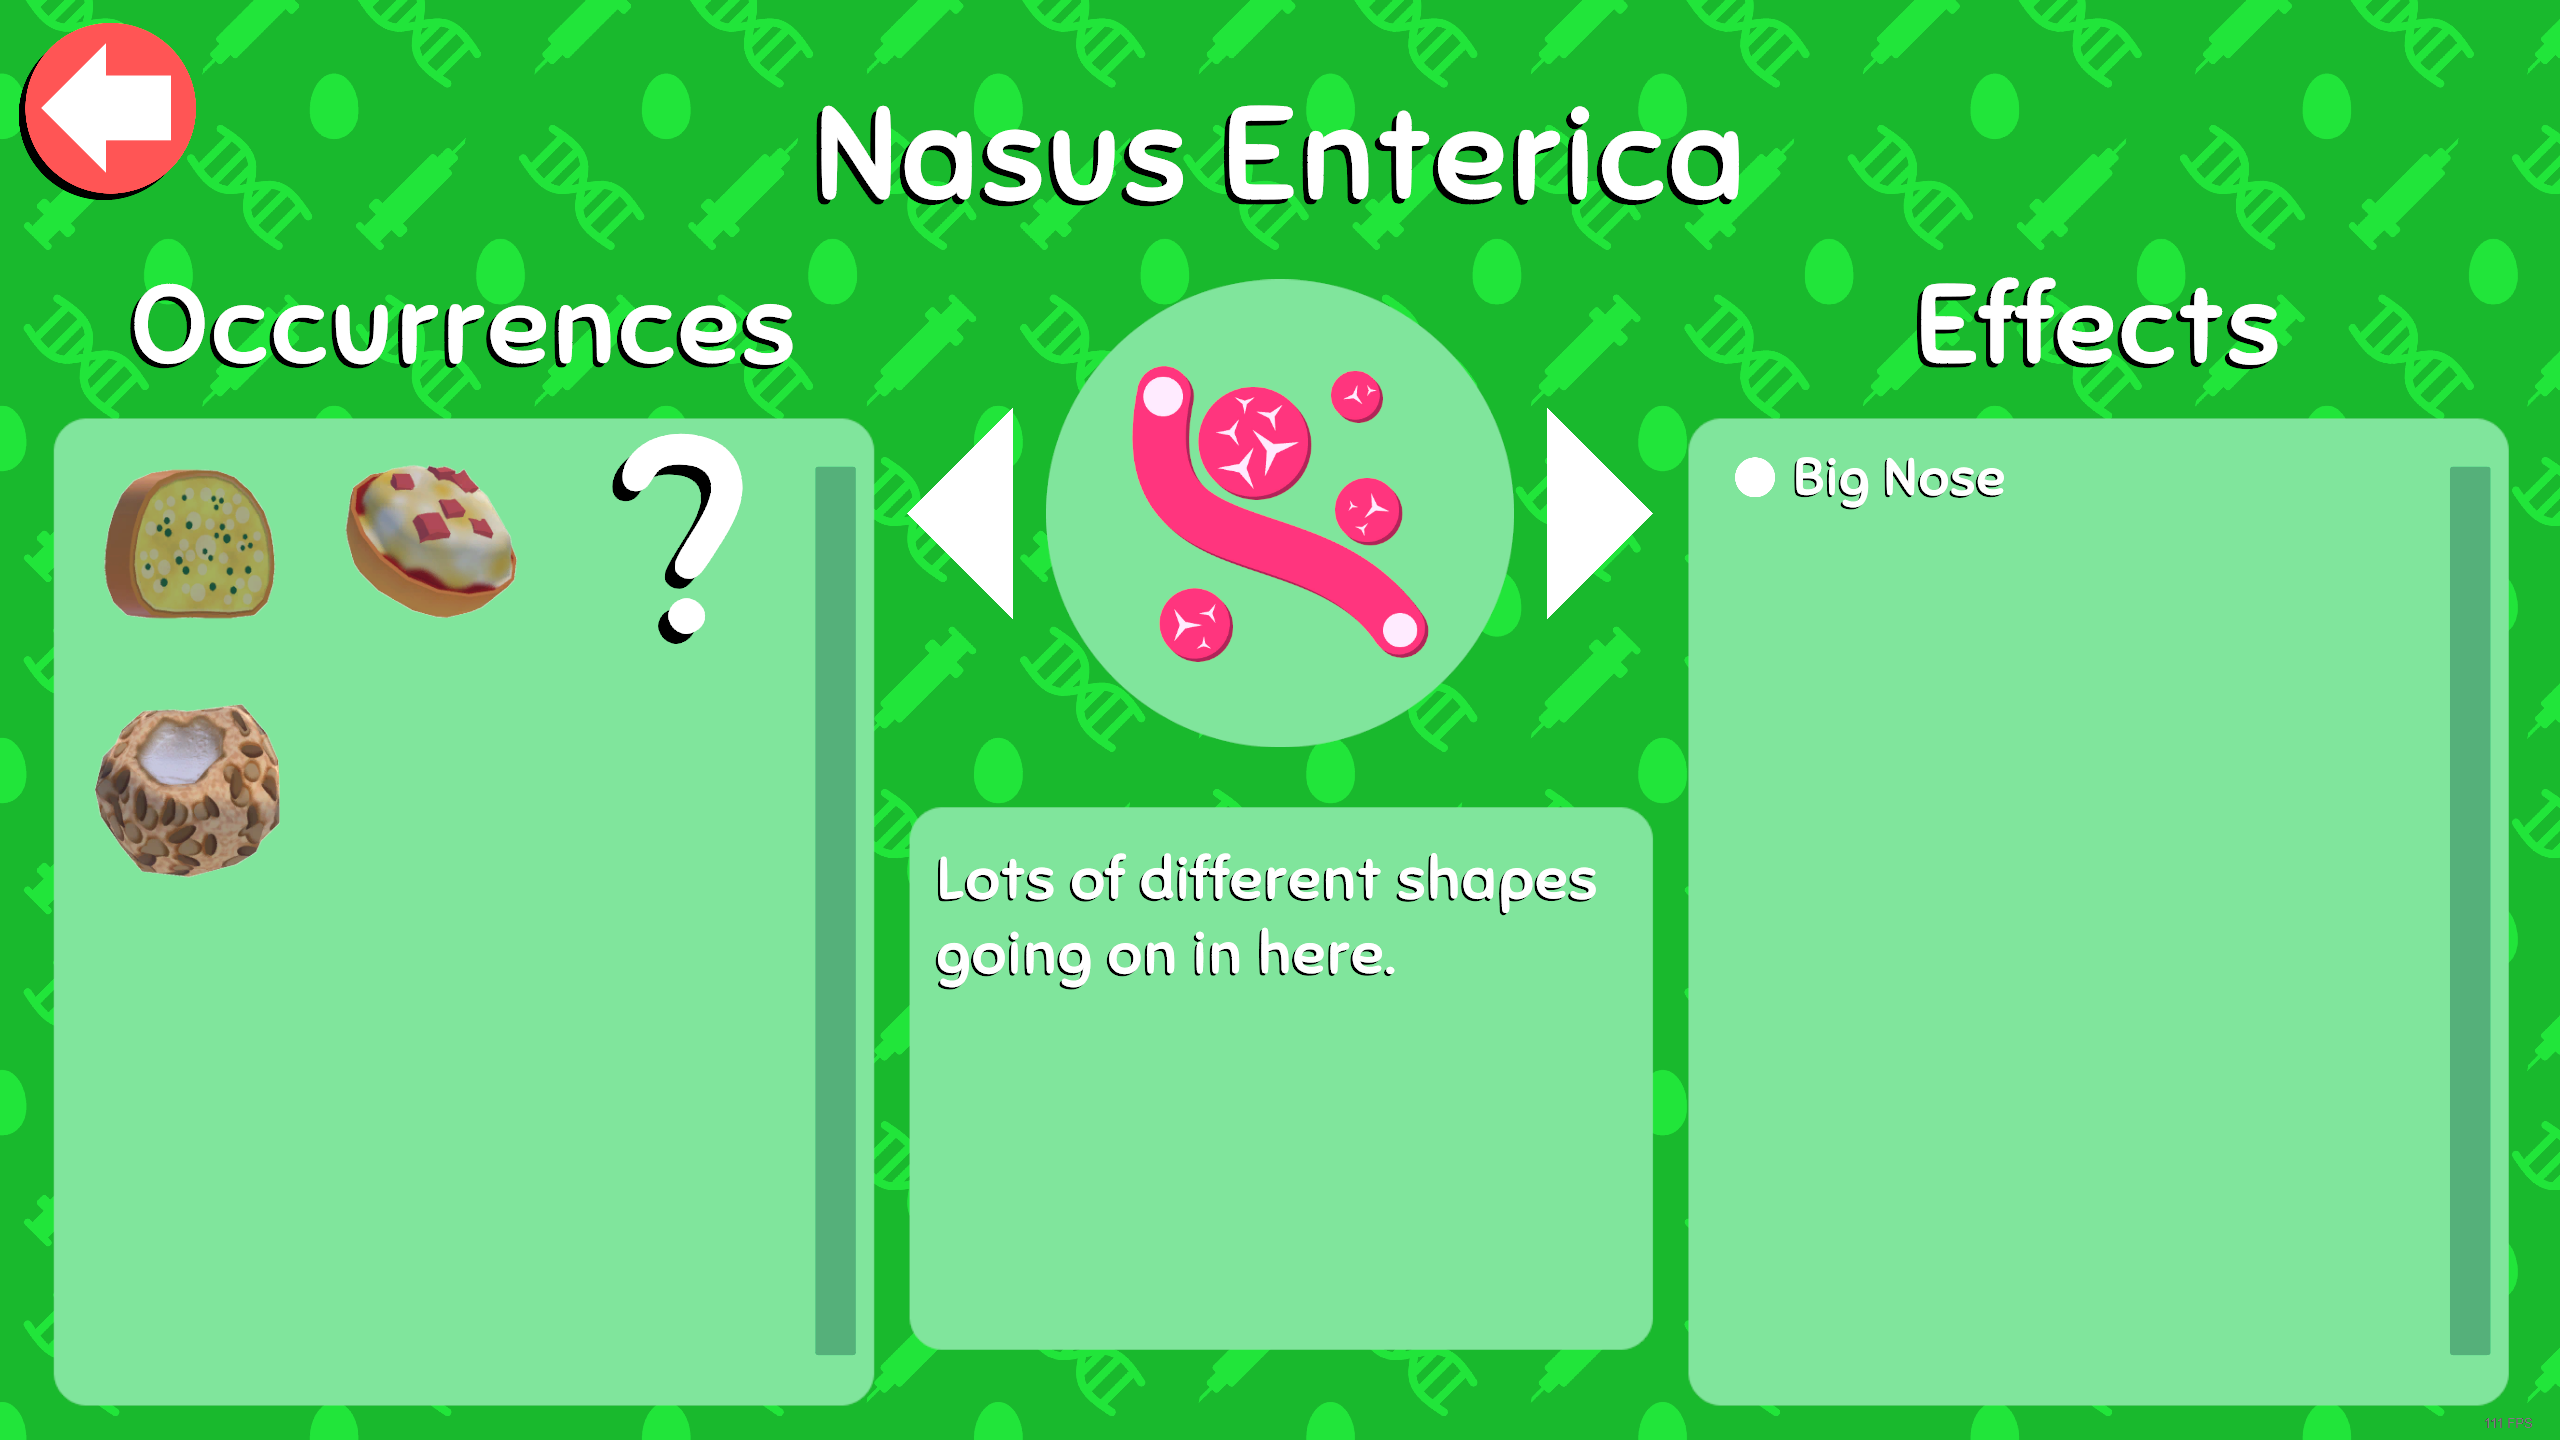 Nasus Enterica
Occurrences
Effects
?
Big Nose
Lots of different shapes
going on in here.